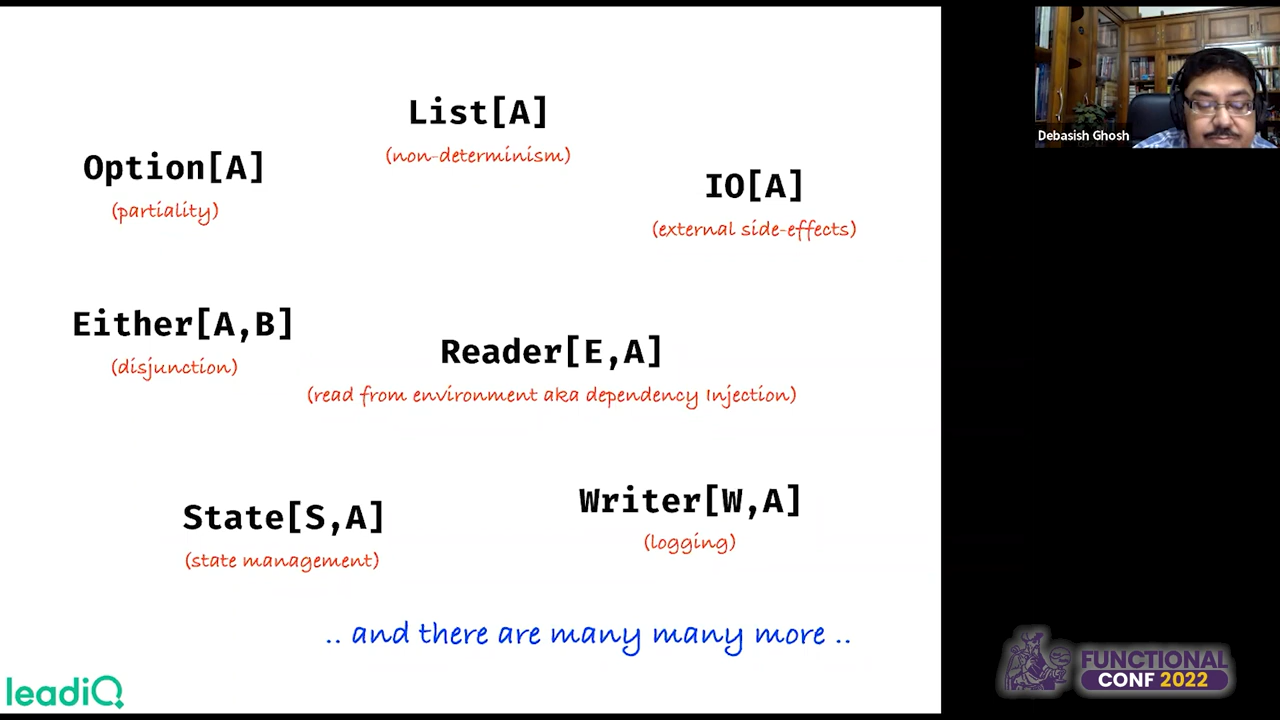 List[A]
(non-determinism)
Option[A]
(partiality)
IO[A]
(external side-effects)
Either[A,B]
(disjunction)
Reader[E,A]
(read from environment aka dependency Injection)
State[S,A]
(state management)
Writer[W,A]
(logging)
.. and there are many many more ..
leadiQ
Debasish Ghosh
FUNCTIONAL
CONF 2022